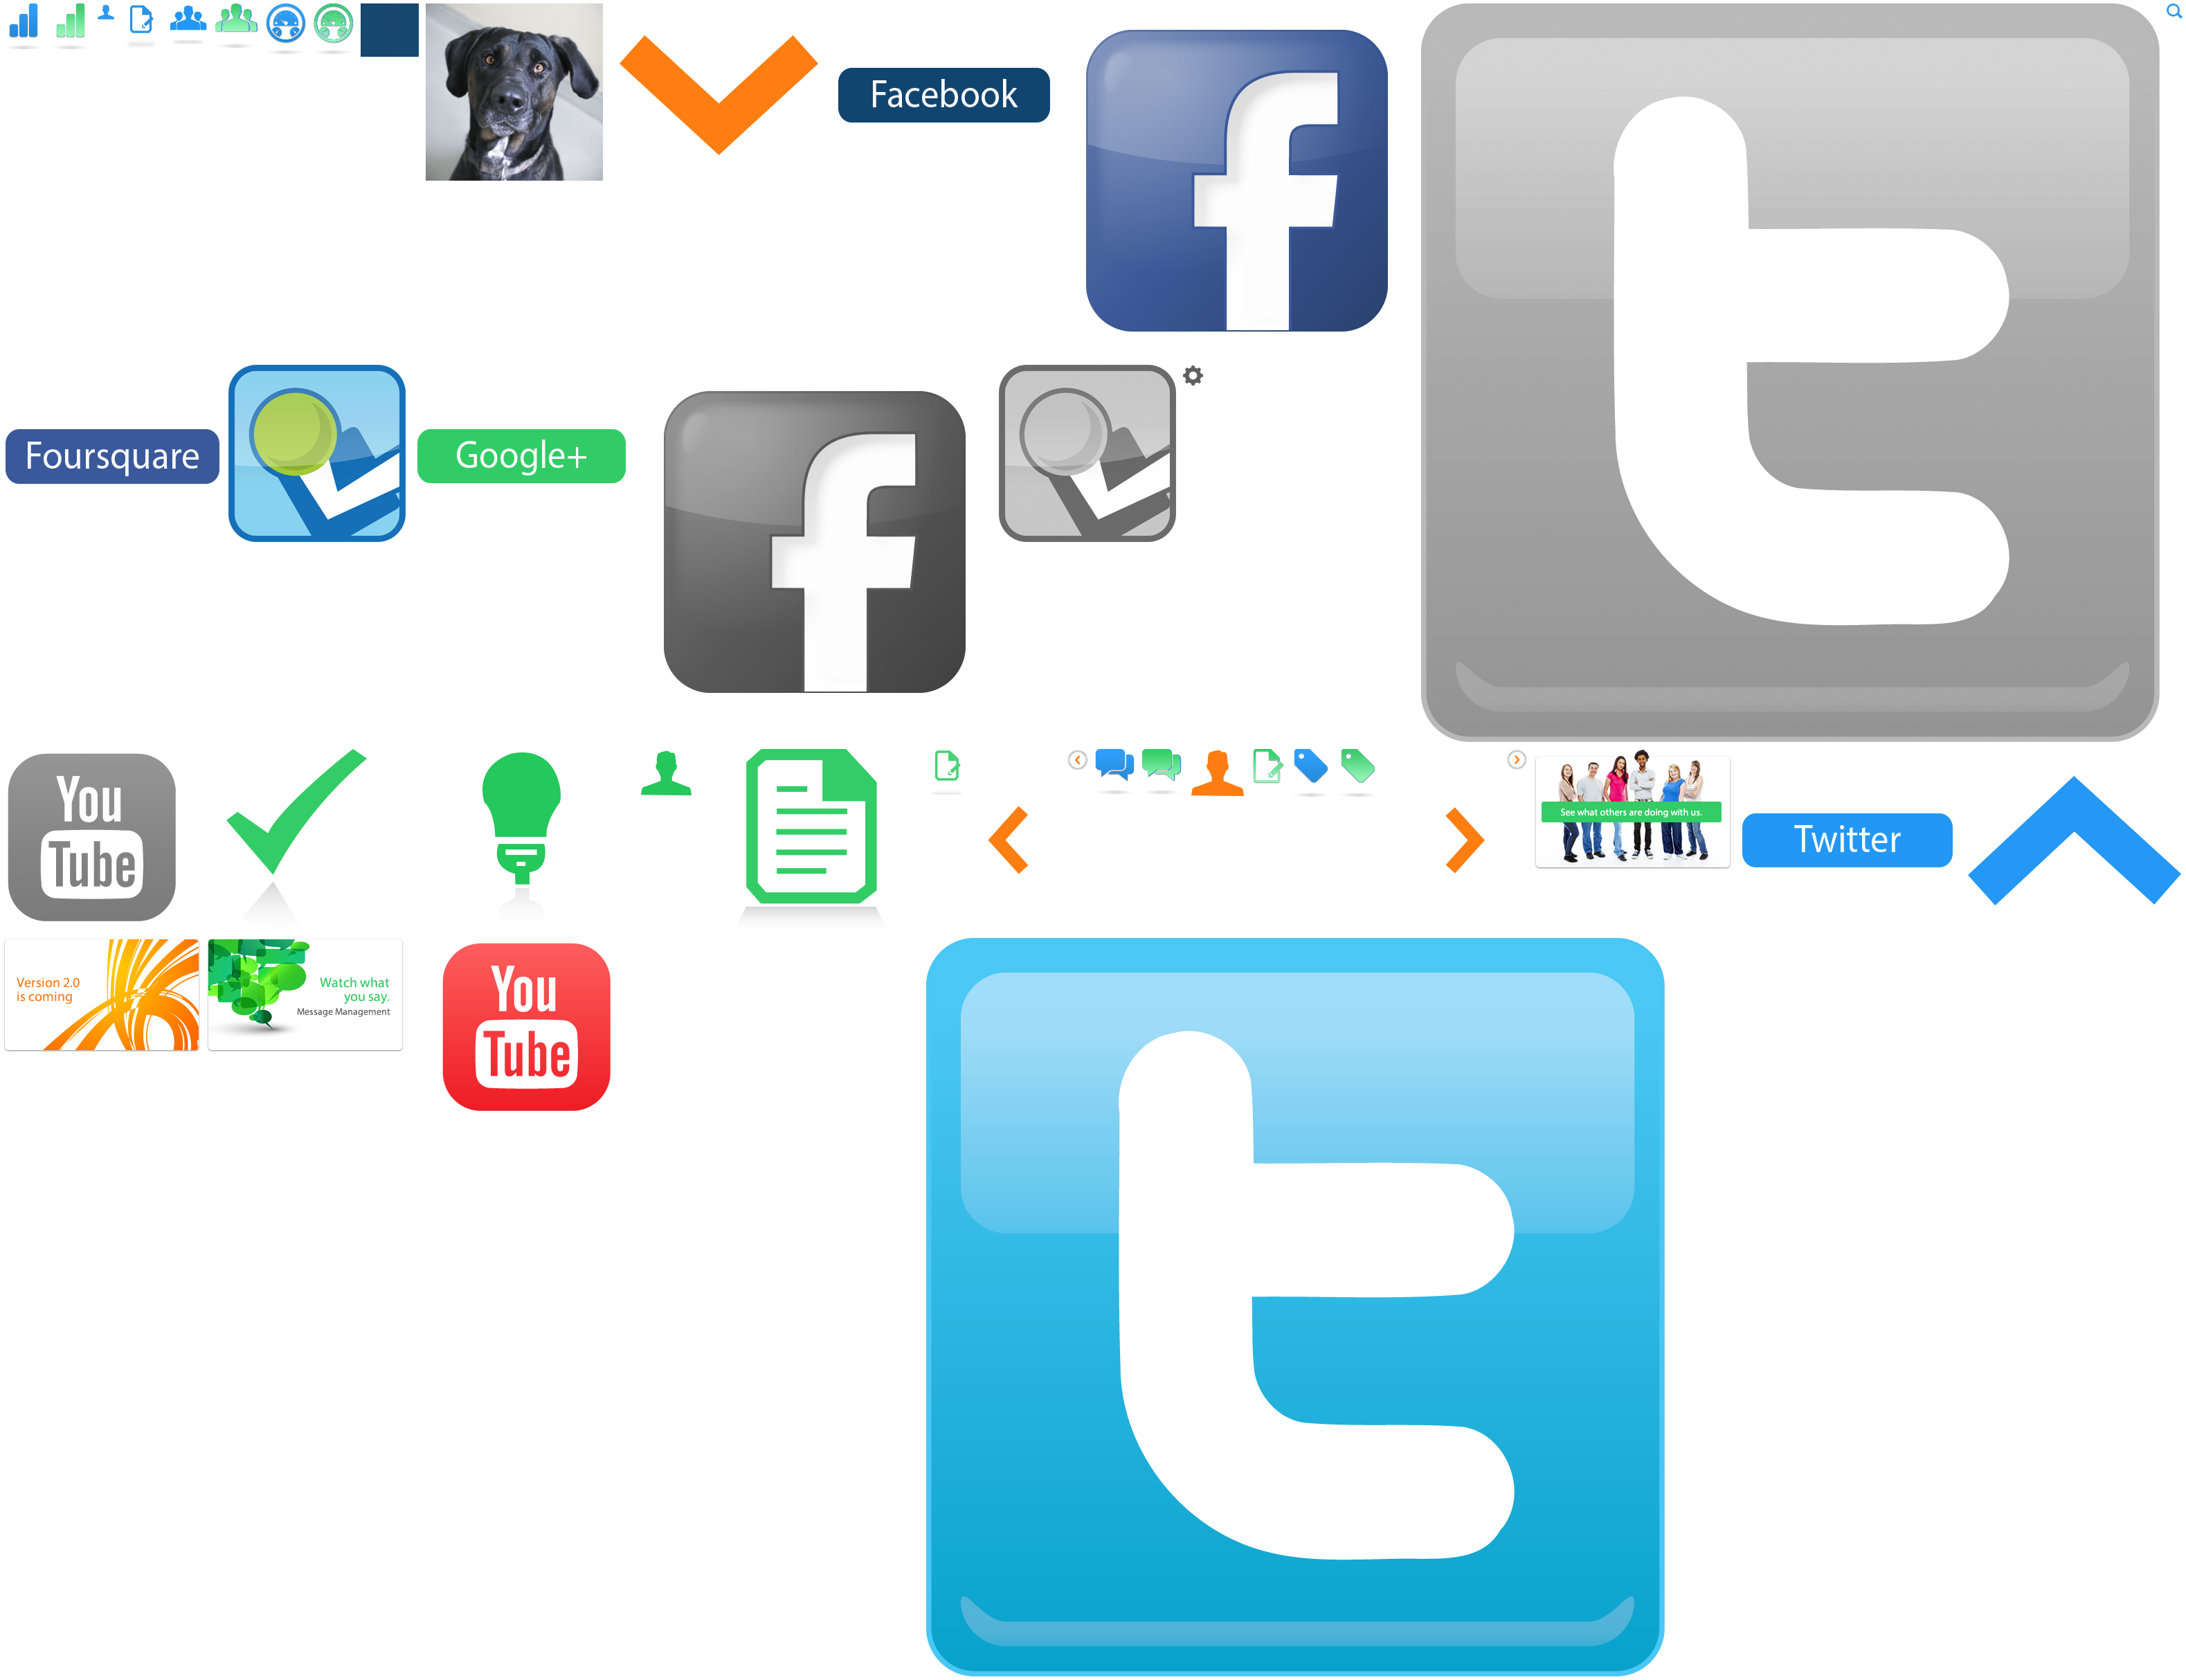 Facebook
f
t
Foursquare
Google+
f
You
Tube
See what others are doing with us.
Twitter
Version 2.0
is coming
Watch what
you say.
Message Management
You
Tube
t